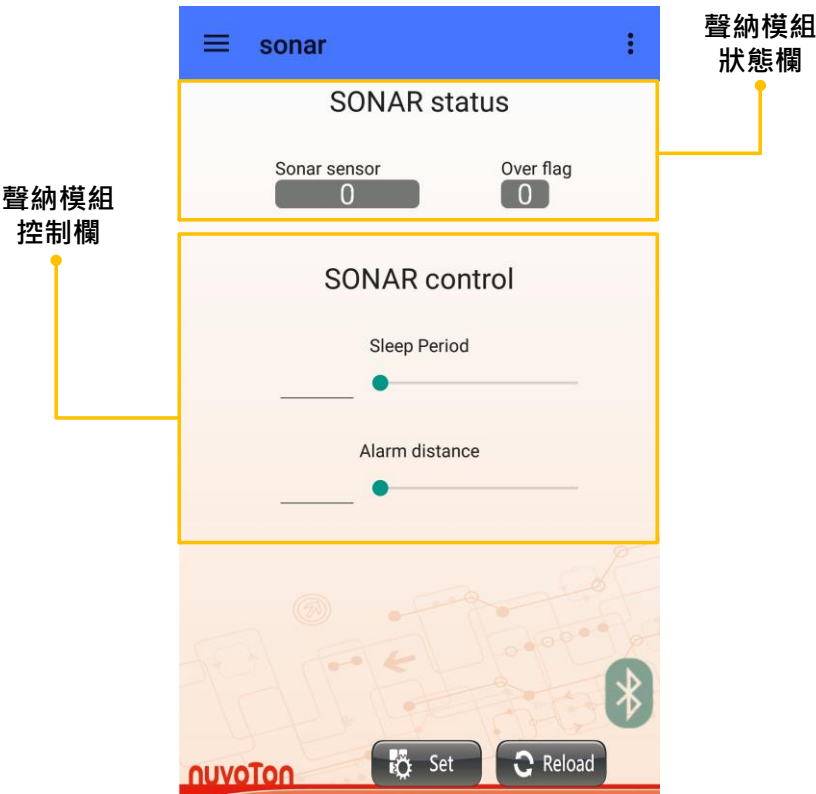 聲納模組
狀態欄
sonar
SONAR status
Sonar sensor
Over flag
0
0
聲納模組
控制欄
SONAR control
Sleep Period
Alarm distance
Set
Reload
nuvoTon